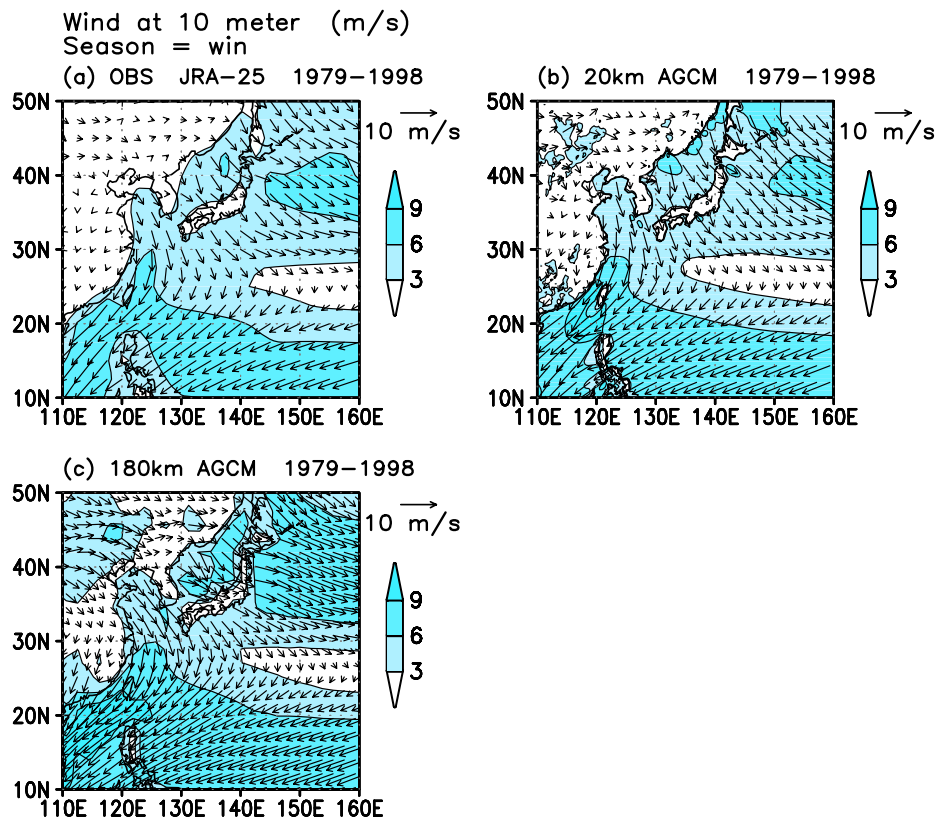 Wind at 10 meter (m/s)
Season = win
(a) OBS JRA-25 1979-1998
50N
40N
30N
20N
10N
110E 120E 130E 140E 150E 160E
10 m/s
9
6
3
(b) 20km AGCM 1979-1998
50N
40N
30N
20N
10N
110E 120E 130E 140E 150E 160E
10 m/s
9
6
3
(c) 180km AGCM 1979-1998
50N
40N
30N
20N
10N
110E 120E 130E 140E 150E 160E
10 m/s
9
6
3